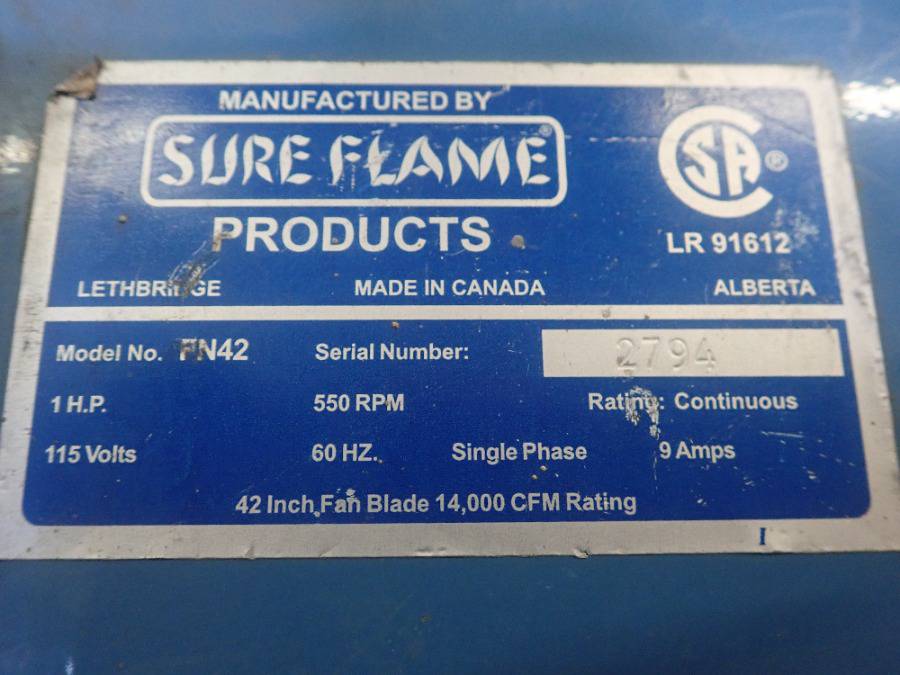 MANUFACTURED BY
SURE FLAME®
PRODUCTS
CSA®
LR 91612
LETHBRIDGE MADE IN CANADA ALBERTA
Model No. FN42 Serial Number: 2794
1 H.P. 550 RPM Rating: Continuous
115 Volts 60 HZ. Single Phase 9 Amps
42 Inch Fan Blade 14,000 CFM Rating
I